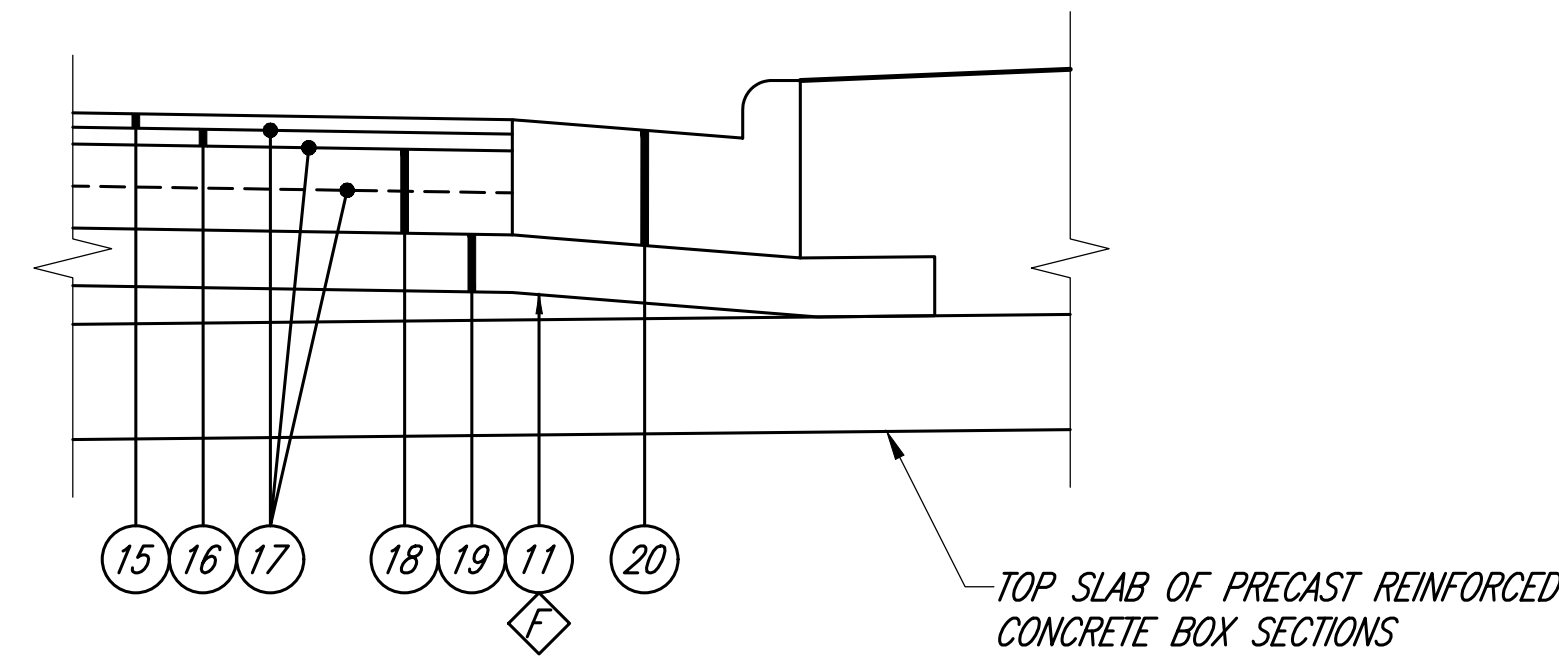 15 16 17 18 19 11 20
F
TOP SLAB OF PRECAST REINFORCED
CONCRETE BOX SECTIONS